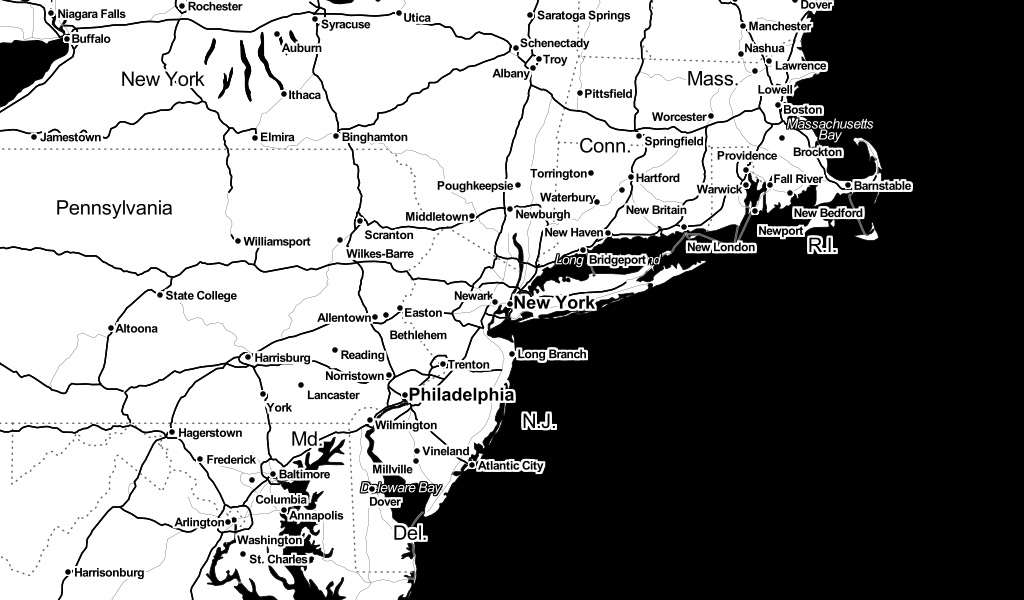 Dover
Niagara Falls
Rochester
Syracuse
Utica
Saratoga Springs
Manchester
Buffalo
Auburn
Schenectady
Nashua
Troy
Lawrence
Albany
New York
Mass.
Ithaca
Pittsfield
Lowell
Boston
Worcester
Massachusetts
Bay
Jamestown
Elmira
Binghamton
Springfield
Conn.
Brockton
Providence
Torrington
Hartford
Fall River
Poughkeepsie
Warwick
Barnstable
Waterbury
Pennsylvania
Middletown
Newburgh
New Britain
New Bedford
Scranton
New Haven
Newport
Williamsport
New London
R.I.
Wilkes-Barre
Long
Bridgeport
nd
State College
Newark
New York
Allentown
Easton
Altoona
Bethlehem
Harrisburg
Reading
Long Branch
Trenton
Norristown
Lancaster
Philadelphia
York
N.J.
Hagerstown
Wilmington
Md.
Frederick
Vineland
Baltimore
Millville
Atlantic City
Delaware Bay
Columbia
Dover
Annapolis
Arlington
Del.
Washington
St. Charles
Harrisonburg